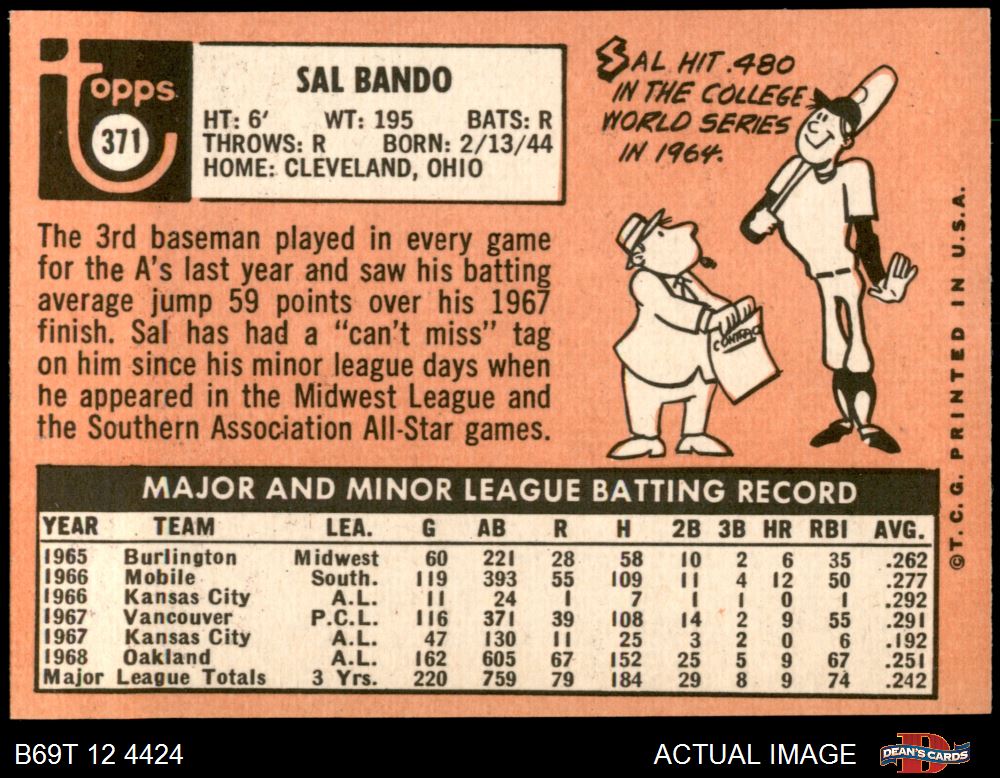 Topps
371
SAL BANDO
HT: 6' WT: 195 BATS: R
THROWS: R BORN: 2/13/44
HOME: CLEVELAND, OHIO
SAL HIT .480
IN THE COLLEGE
WORLD SERIES
IN 1964.
CONTRACT
The 3rd baseman played in every game
for the A's last year and saw his batting
average jump 59 points over his 1967
finish. Sal has had a "can't miss" tag
on him since his minor league days when
he appeared in the Midwest League and
the Southern Association All-Star games.
MAJOR AND MINOR LEAGUE BATTING RECORD
YEAR TEAM LEA. G AB R H 2B 3B HR RBI AVG.
1965 Burlington Midwest 60 221 28 58 10 2 6 35 .262
1966 Mobile South. 119 393 55 109 11 4 12 50 .277
1966 Kansas City A.L. 11 24 1 7 1 1 0 1 .292
1967 Vancouver P.C.L. 116 371 39 108 14 2 9 55 .291
1967 Kansas City A.L. 47 130 11 25 3 2 0 6 .192
1968 Oakland A.L. 162 605 67 152 25 5 9 67 .251
Major League Totals 3 Yrs. 220 759 79 184 29 8 9 74 .242
©T.C.G. PRINTED IN U.S.A.
B69T 12 4424
ACTUAL IMAGE
DEAN'S CARDS